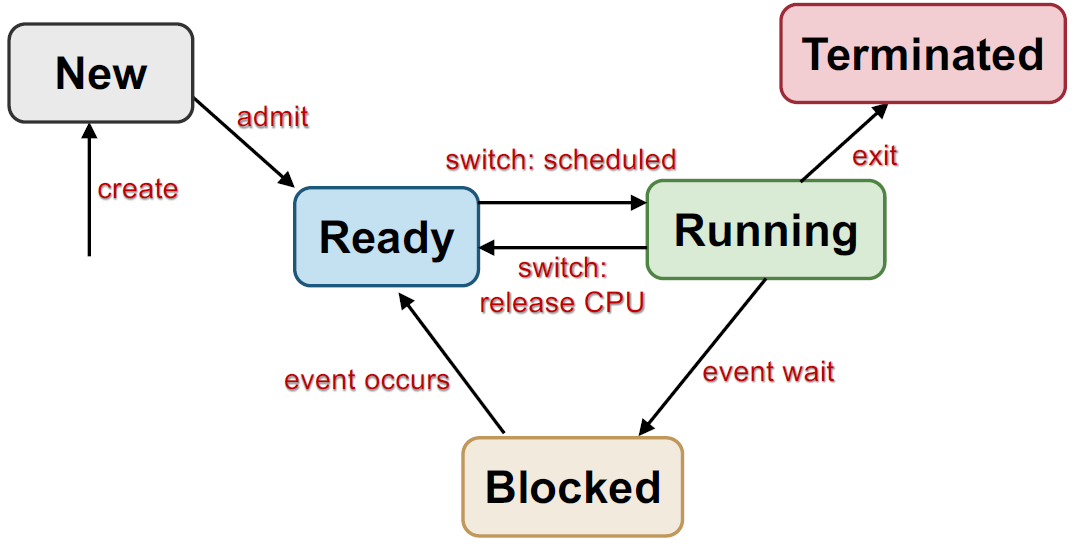 New
Terminated
admit
switch: scheduled
exit
create
Ready
Running
switch:
release CPU
event occurs
event wait
Blocked